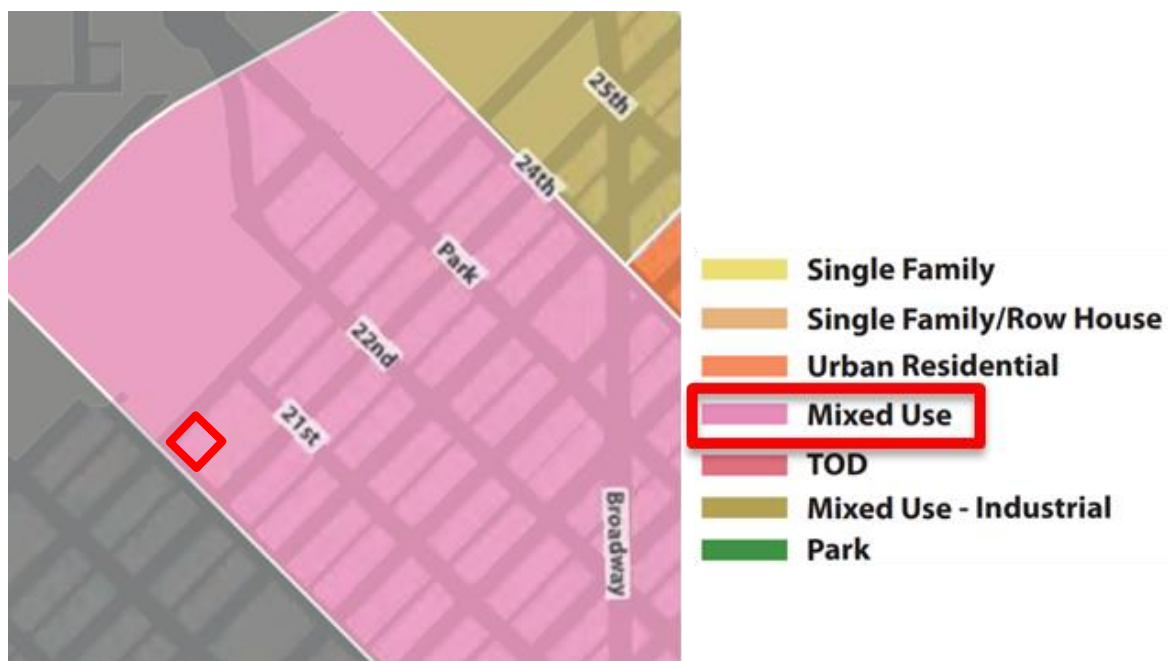 25th
24th
Park
22nd
21st
Broadway
Single Family
Single Family/Row House
Urban Residential
Mixed Use
TOD
Mixed Use - Industrial
Park